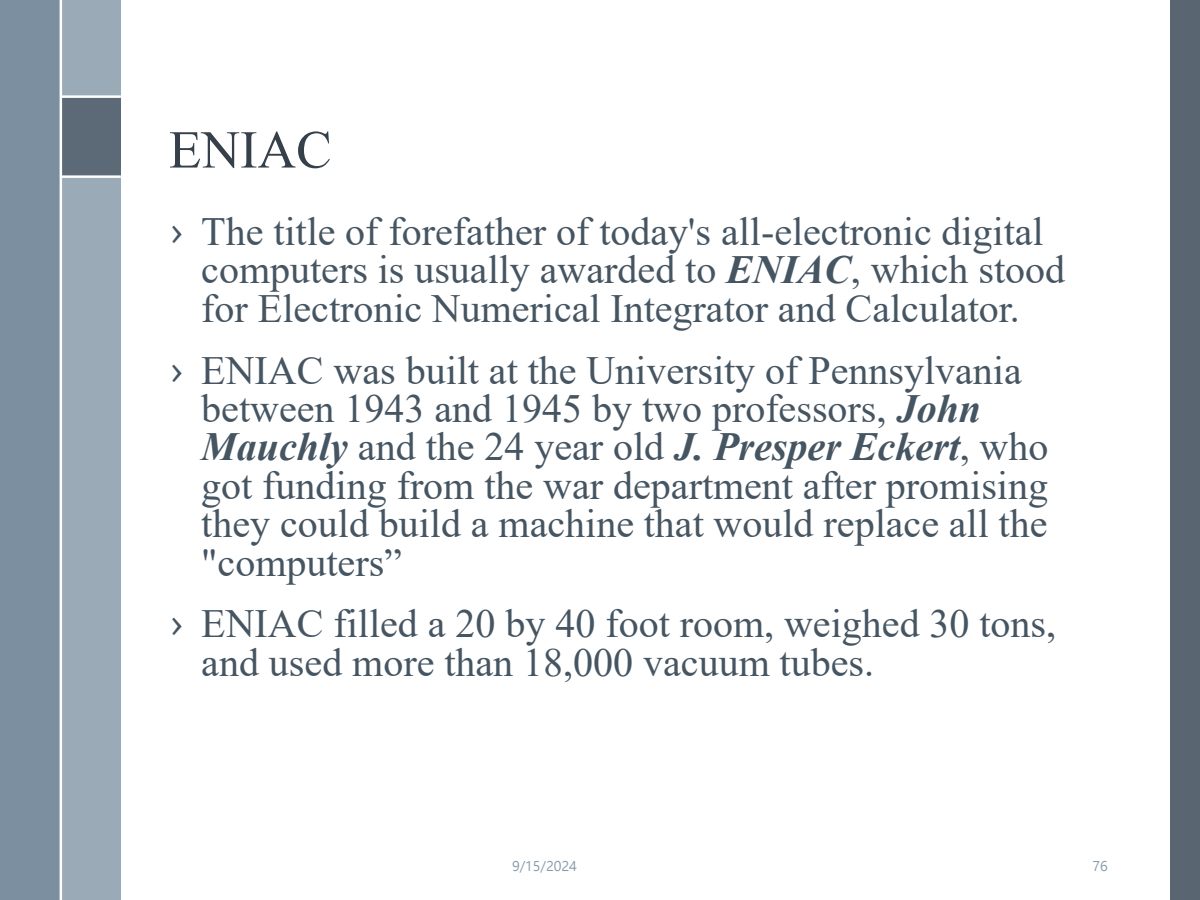 ENIAC
› The title of forefather of today's all-electronic digital
computers is usually awarded to ENIAC, which stood
for Electronic Numerical Integrator and Calculator.
› ENIAC was built at the University of Pennsylvania
between 1943 and 1945 by two professors, John
Mauchly and the 24 year old J. Presper Eckert, who
got funding from the war department after promising
they could build a machine that would replace all the
"computers”
› ENIAC filled a 20 by 40 foot room, weighed 30 tons,
and used more than 18,000 vacuum tubes.
9/15/2024
76